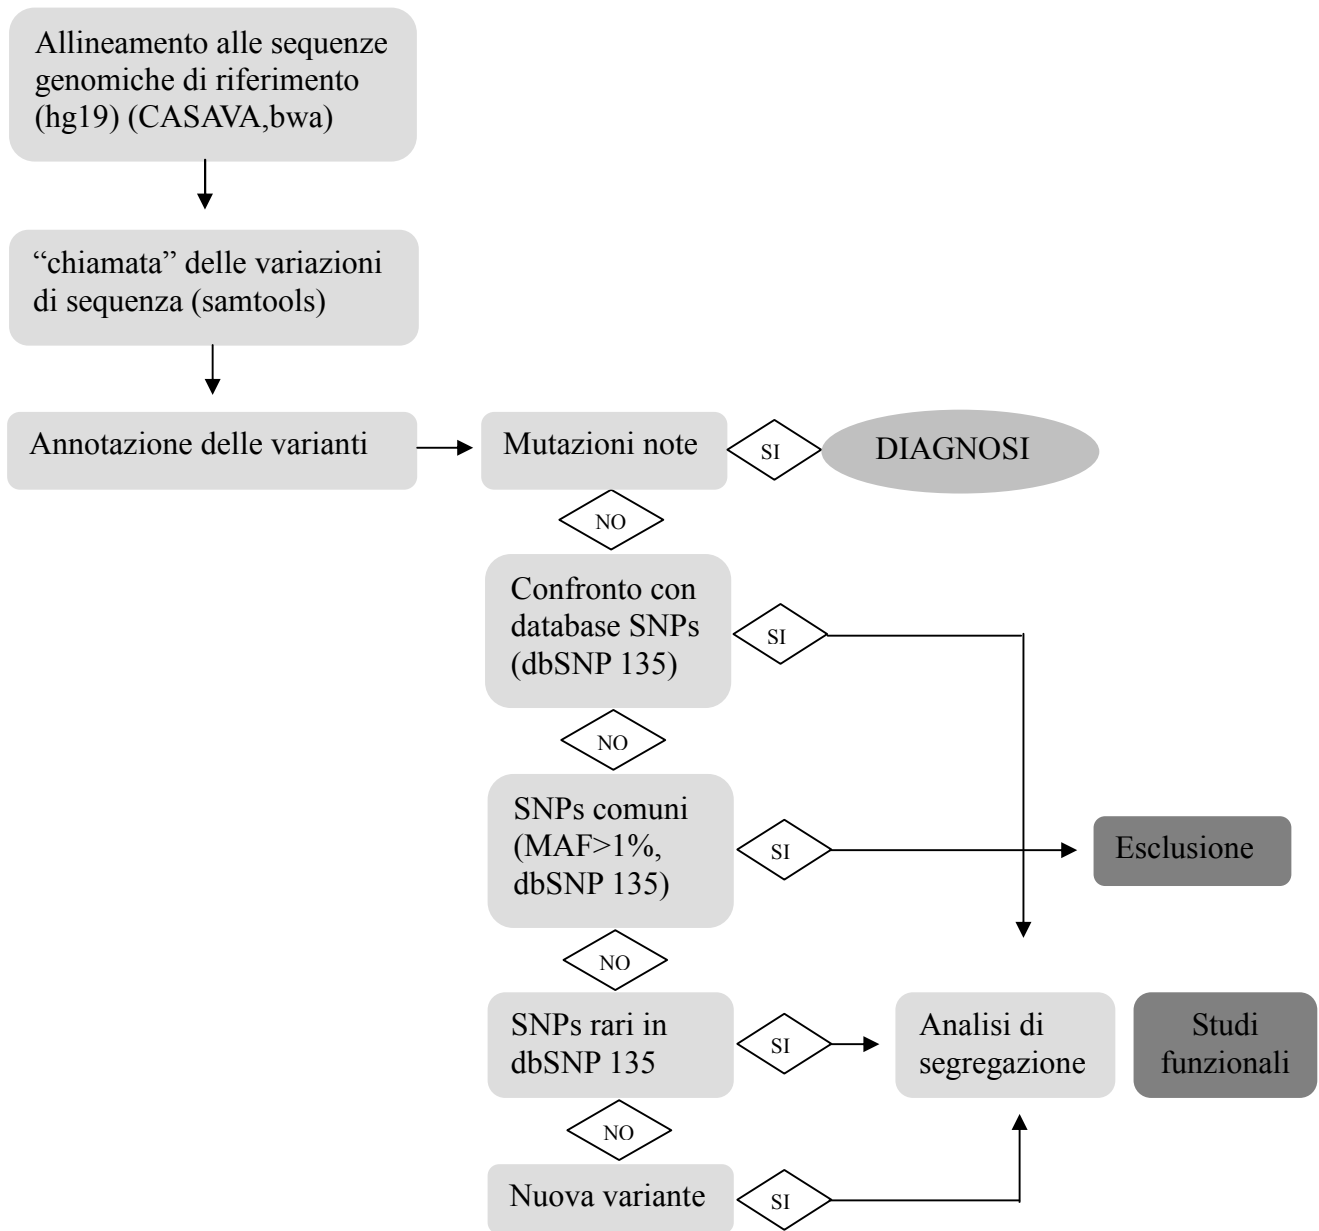 Allineamento alle sequenze
genomiche di riferimento
(hg19) (CASAVA,bwa)
“chiamata” delle variazioni
di sequenza (samtools)
Annotazione delle varianti
Mutazioni note
SI
DIAGNOSI
NO
Confronto con
database SNPs
(dbSNP 135)
SI
NO
SNPs comuni
(MAF>1%,
dbSNP 135)
SI
Esclusione
NO
SNPs rari in
dbSNP 135
SI
Analisi di
segregazione
Studi
funzionali
NO
Nuova variante
SI